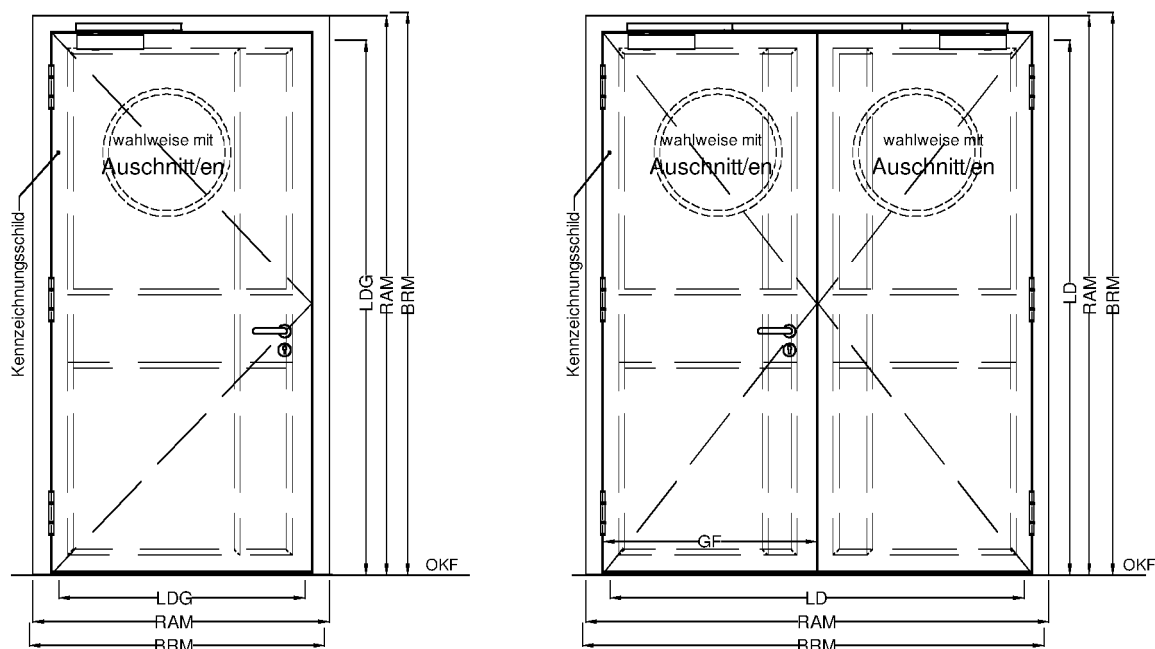 wahlweise mit
Auschnitt/en
Kennzeichnungsschild
LDG
RAM
BRM
OKF
LDG
RAM
BRM
wahlweise mit
Auschnitt/en
wahlweise mit
Auschnitt/en
Kennzeichnungsschild
LD
RAM
BRM
GF
OKF
LD
RAM
BRM